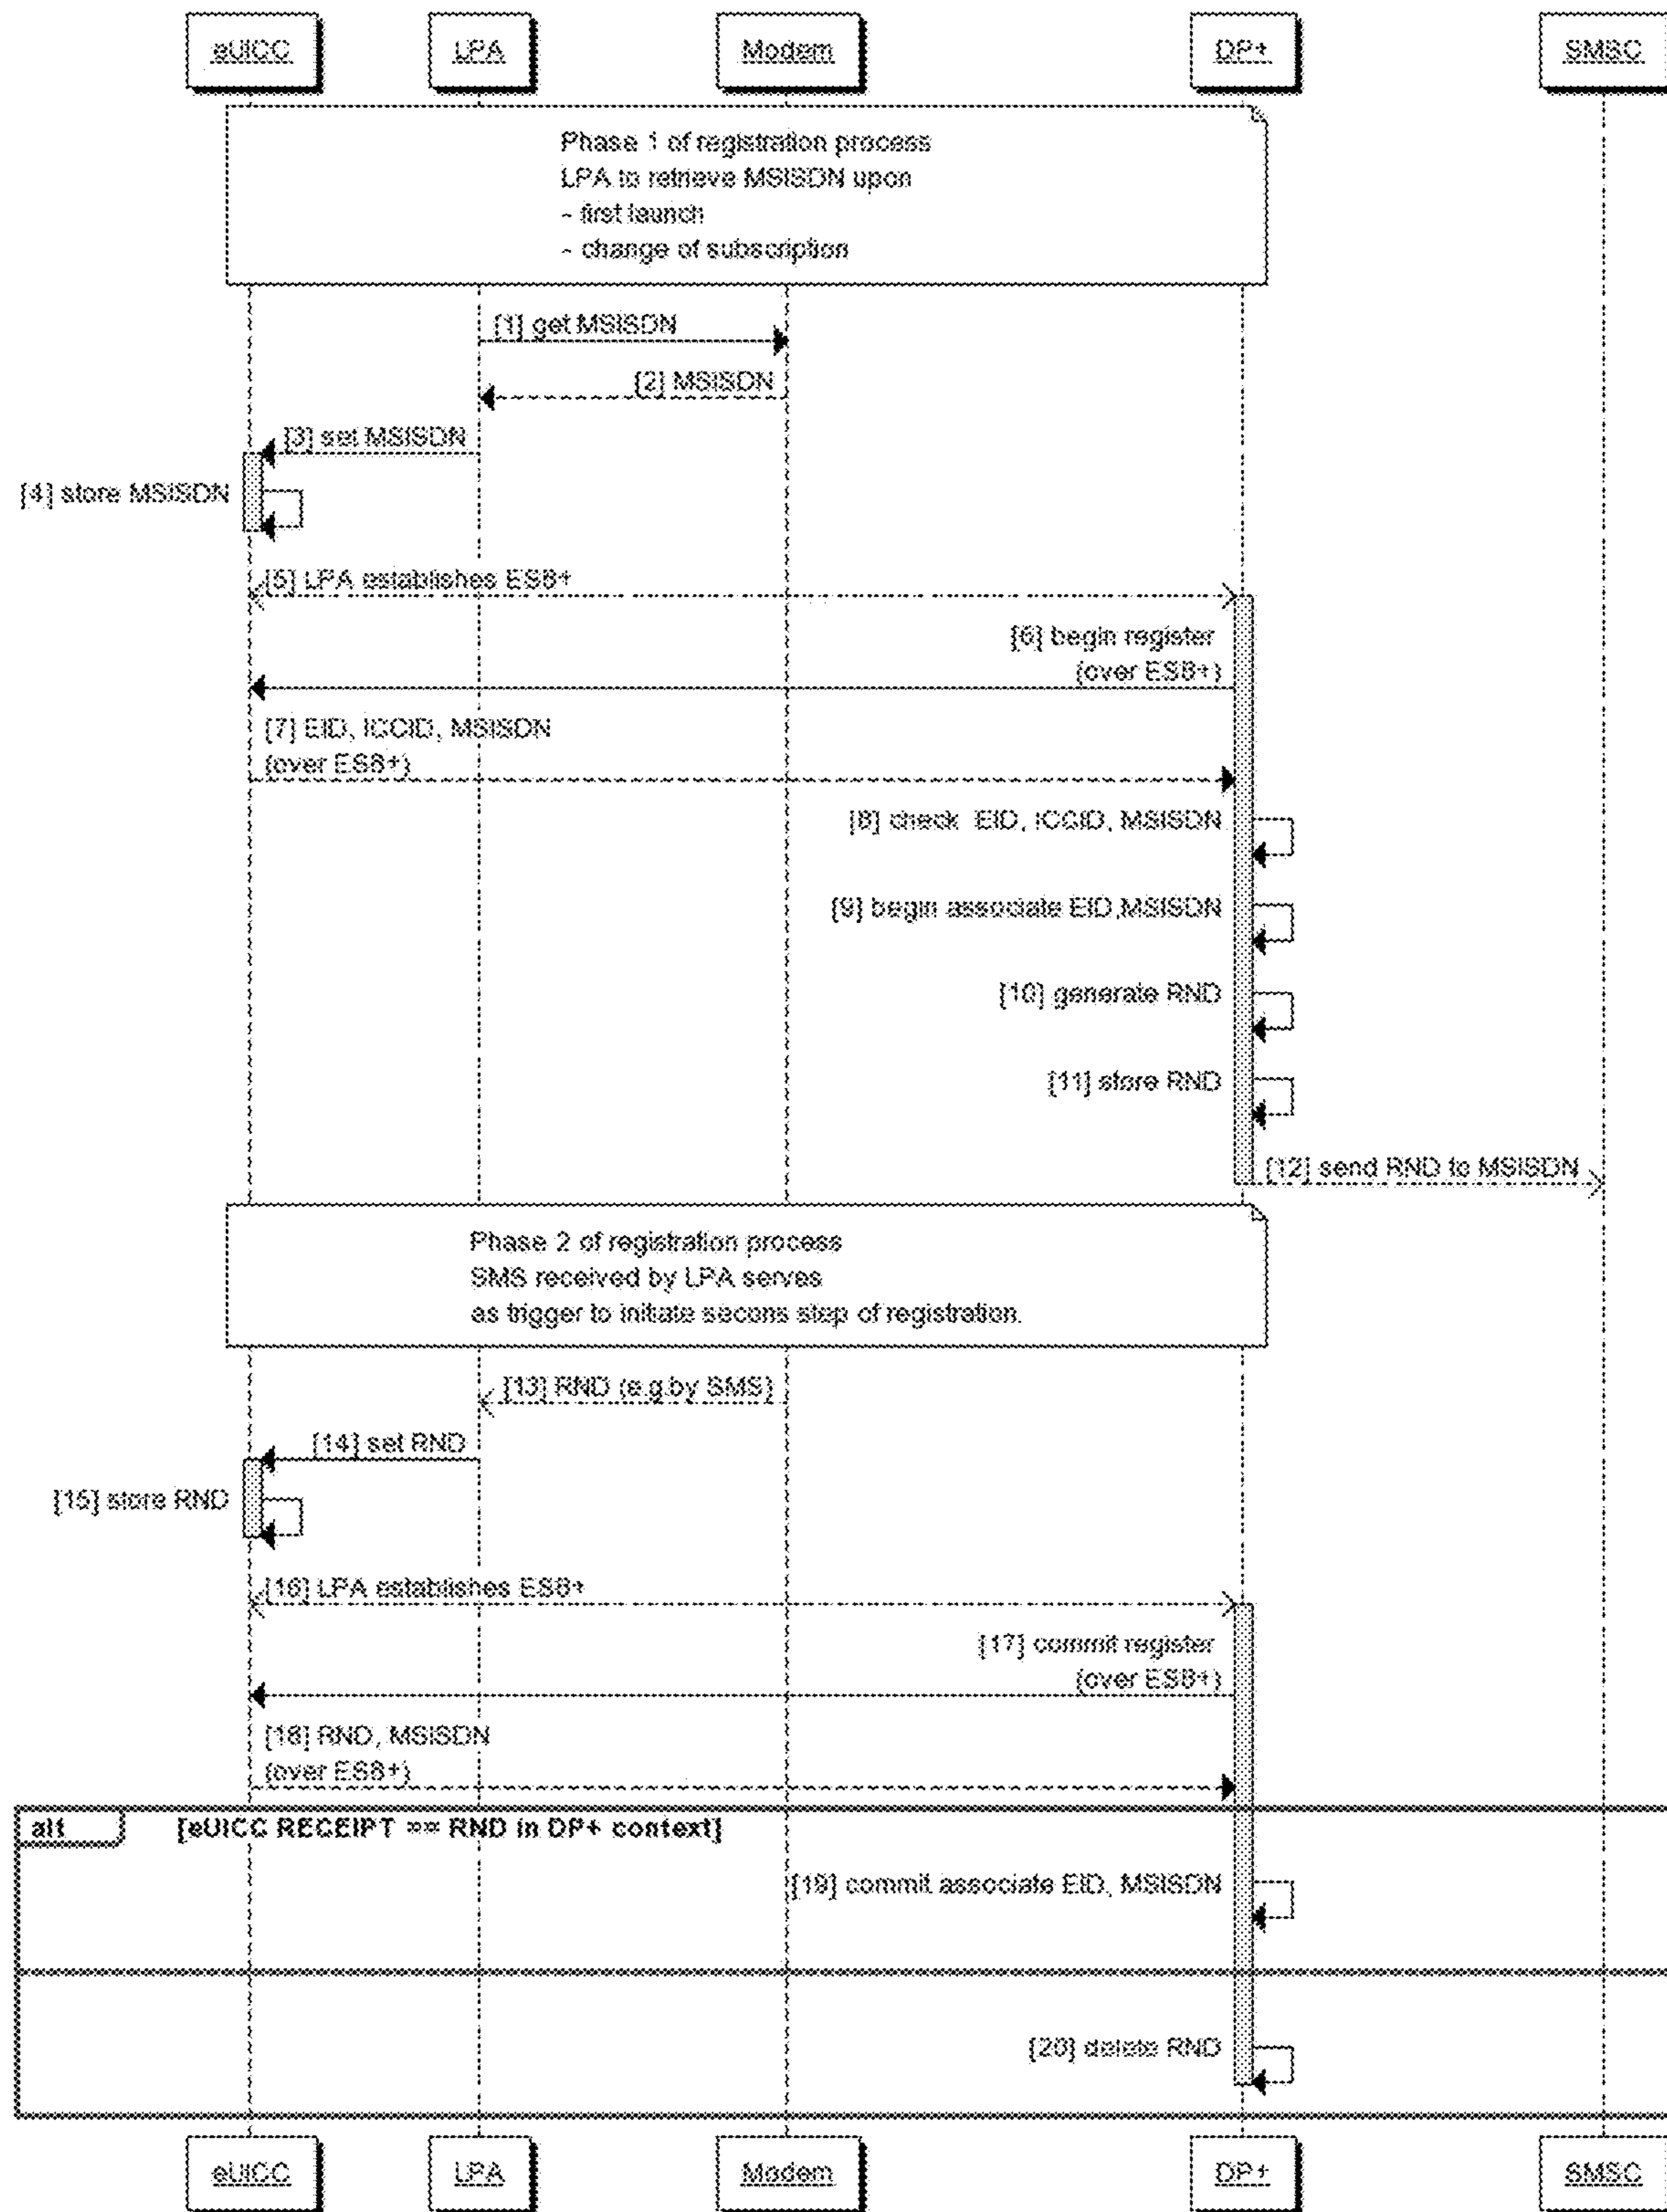 eUICC LPA Modem DP+ SMSC
Phase 1 of registration process
LPA to retrieve MSISDN upon
- first launch
- change of subscription
[1] get MSISDN
[2] MSISDN
[3] set MSISDN
[4] store MSISDN
[5] LPA establishes ES8+
[6] begin register
(over ES8+)
[7] EID, ICCID, MSISDN
(over ES8+)
[8] check EID, ICCID, MSISDN
[9] begin associate EID,MSISDN
[10] generate RND
[11] store RND
[12] send RND to MSISDN
Phase 2 of registration process
SMS received by LPA serves
as trigger to initiate secons step of registration.
[13] RND (e.g.by SMS)
[14] set RND
[15] store RND
[16] LPA establishes ES8+
[17] commit register
(over ES8+)
[18] RND, MSISDN
(over ES8+)
alt [eUICC RECEIPT == RND in DP+ context]
[19] commit associate EID, MSISDN
[20] delete RND
eUICC LPA Modem DP+ SMSC